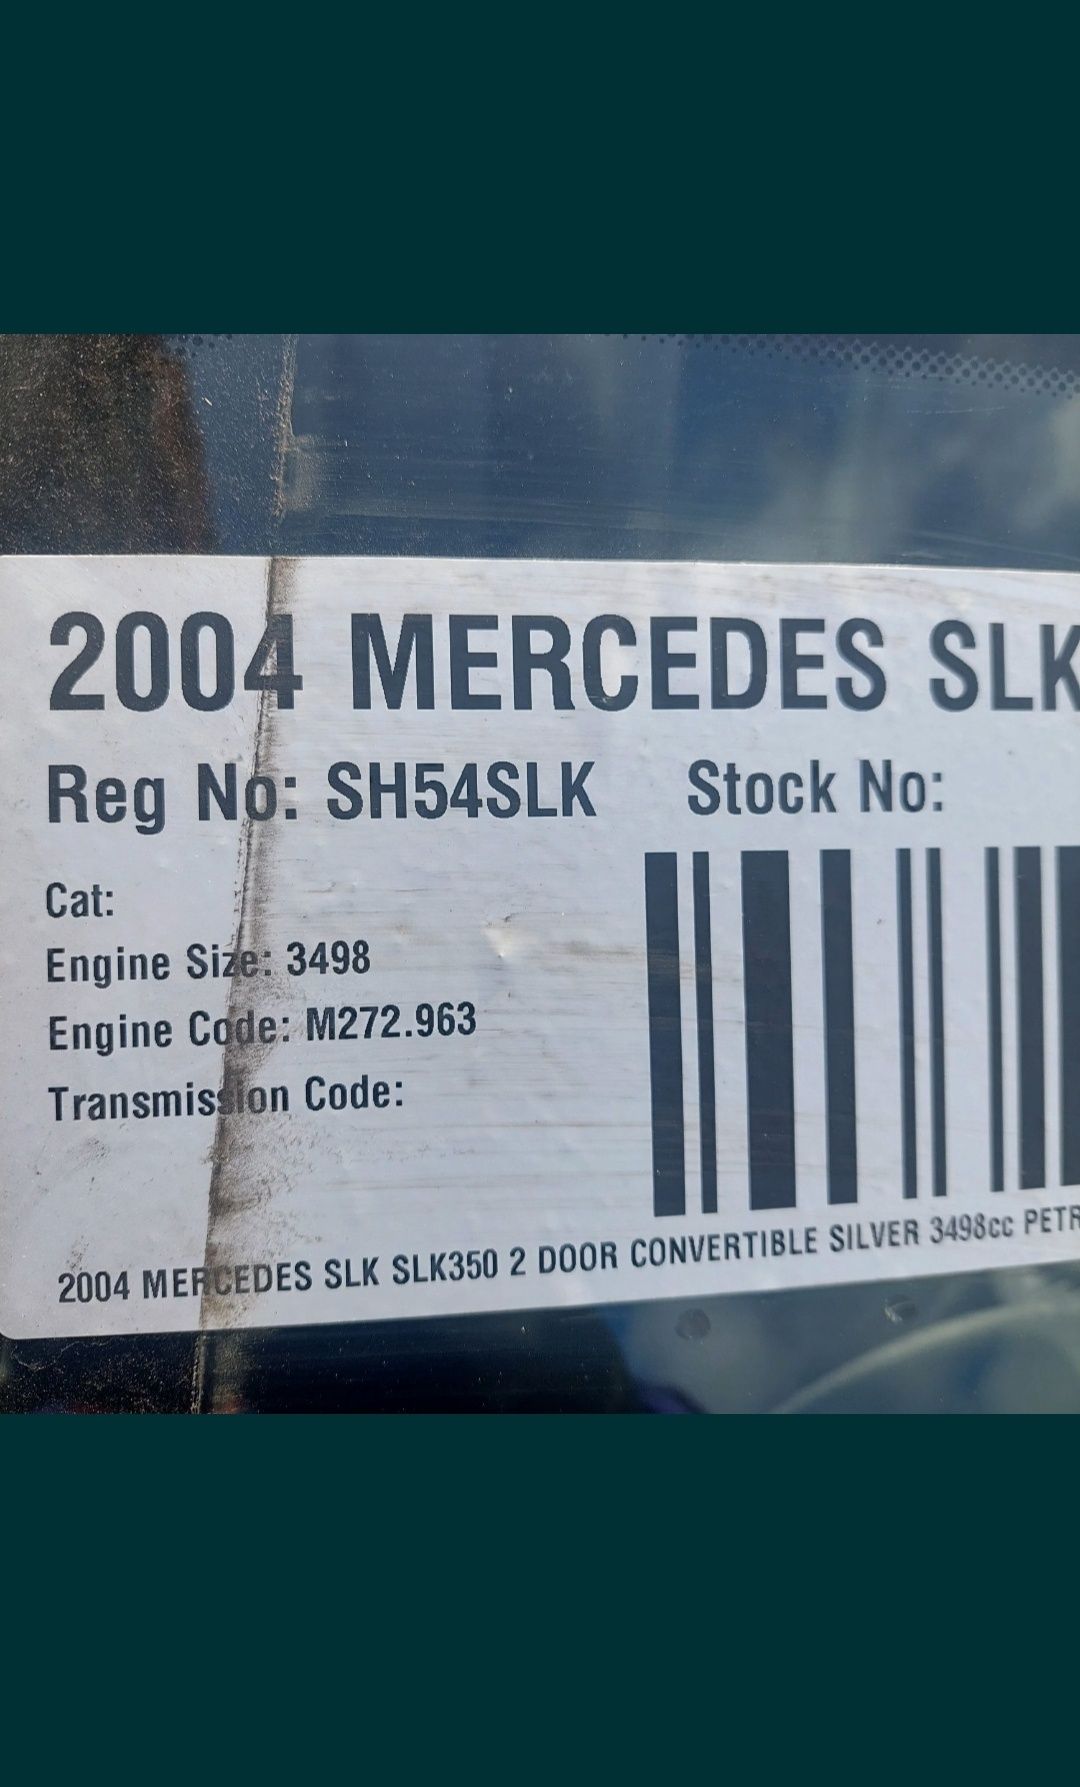 2004 MERCEDES SLK
Reg No: SH54SLK Stock No:
Cat:
Engine Size: 3498
Engine Code: M272.963
Transmission Code:
2004 MERCEDES SLK SLK350 2 DOOR CONVERTIBLE SILVER 3498cc PETR